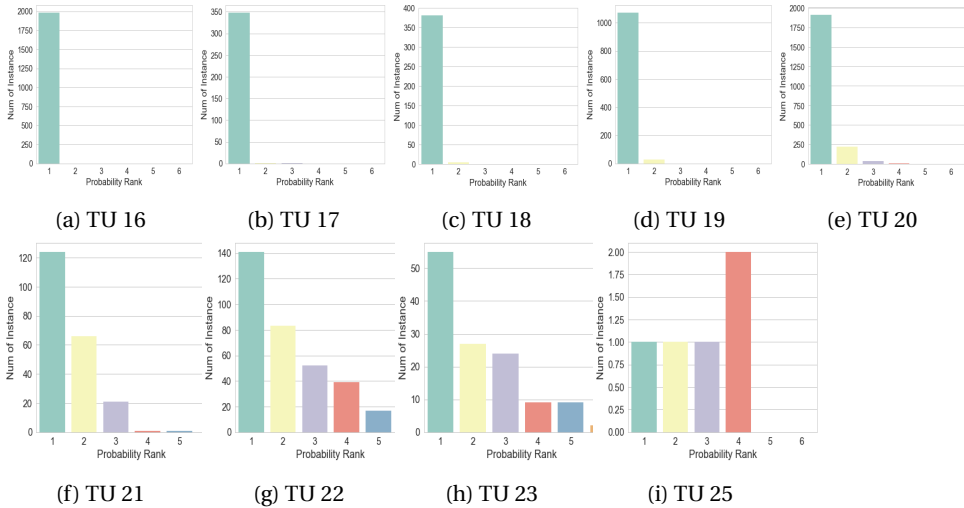 2000
1750
1500
1250
1000
750
500
250
0
Num of Instance
1 2 3 4 5 6
Probability Rank
(a) TU 16
350
300
250
200
150
100
50
0
Num of Instance
1 2 3 4 5 6
Probability Rank
(b) TU 17
400
350
300
250
200
150
100
50
0
Num of Instance
1 2 3 4 5 6
Probability Rank
(c) TU 18
1000
800
600
400
200
0
Num of Instance
1 2 3 4 5 6
Probability Rank
(d) TU 19
2000
1750
1500
1250
1000
750
500
250
0
Num of Instance
1 2 3 4 5 6
Probability Rank
(e) TU 20
120
100
80
60
40
20
0
Num of Instance
1 2 3 4 5
Probability Rank
(f) TU 21
140
120
100
80
60
40
20
0
Num of Instance
1 2 3 4 5
Probability Rank
(g) TU 22
50
40
30
20
10
0
Num of Instance
1 2 3 4 5
Probability Rank
(h) TU 23
2.00
1.75
1.50
1.25
1.00
0.75
0.50
0.25
0.00
Num of Instance
1 2 3 4 5 6
Probability Rank
(i) TU 25